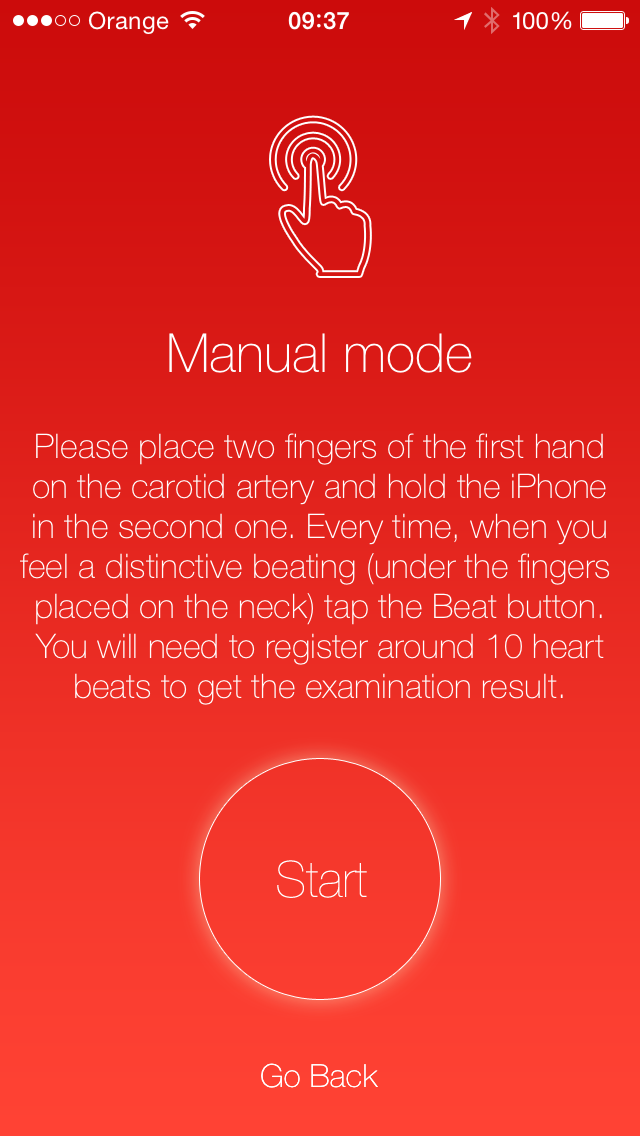 Orange 09:37 100%
Manual mode
Please place two fingers of the first hand
on the carotid artery and hold the iPhone
in the second one. Every time, when you
feel a distinctive beating (under the fingers
placed on the neck) tap the Beat button.
You will need to register around 10 heart
beats to get the examination result.
Start
Go Back